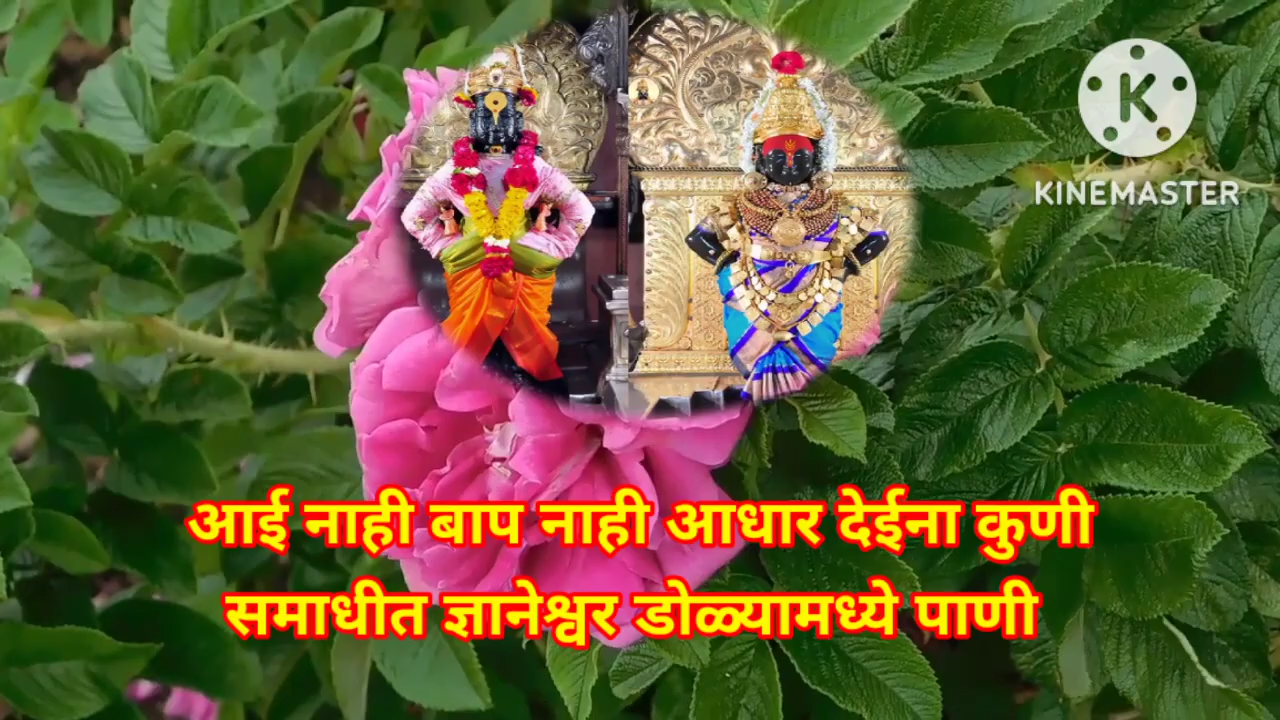 KINEMASTER
आई नाही बाप नाही आधार देईना कुणी
समाधीत ज्ञानेश्वर डोळ्यामध्ये पाणी